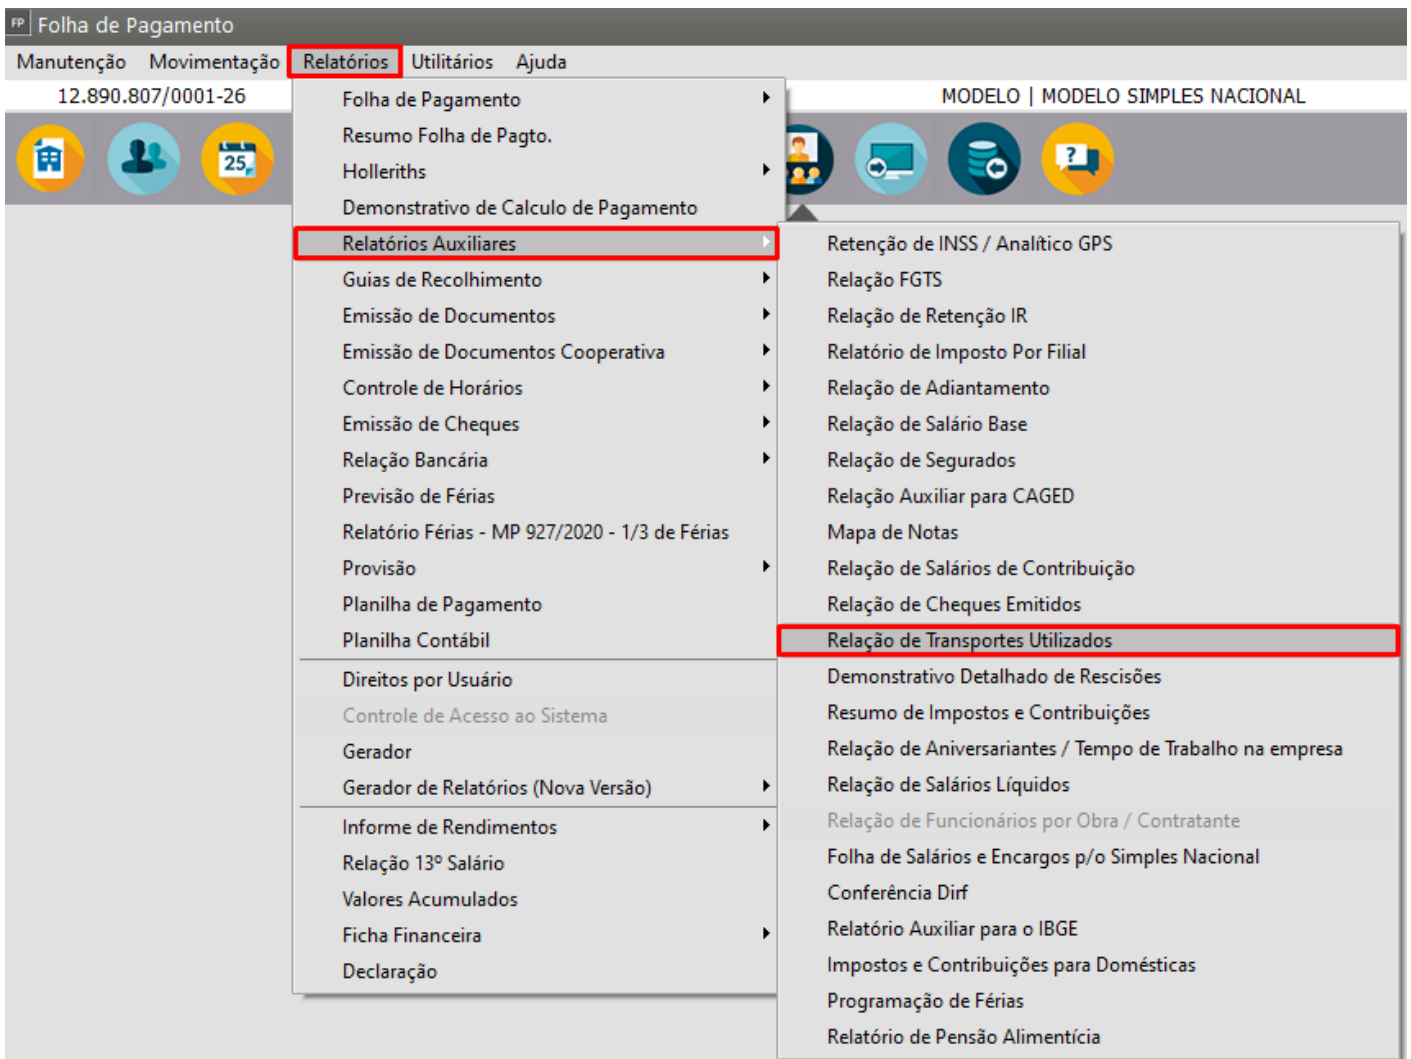 FP Folha de Pagamento
Manutenção Movimentação Relatórios Utilitários Ajuda
12.890.807/0001-26
MODELO | MODELO SIMPLES NACIONAL
25
?
Folha de Pagamento
Resumo Folha de Pagto.
Holleriths
Demonstrativo de Calculo de Pagamento
Relatórios Auxiliares
Guias de Recolhimento
Emissão de Documentos
Emissão de Documentos Cooperativa
Controle de Horários
Emissão de Cheques
Relação Bancária
Previsão de Férias
Relatório Férias - MP 927/2020 - 1/3 de Férias
Provisão
Planilha de Pagamento
Planilha Contábil
Direitos por Usuário
Controle de Acesso ao Sistema
Gerador
Gerador de Relatórios (Nova Versão)
Informe de Rendimentos
Relação 13º Salário
Valores Acumulados
Ficha Financeira
Declaração
Retenção de INSS / Analítico GPS
Relação FGTS
Relação de Retenção IR
Relatório de Imposto Por Filial
Relação de Adiantamento
Relação de Salário Base
Relação de Segurados
Relação Auxiliar para CAGED
Mapa de Notas
Relação de Salários de Contribuição
Relação de Cheques Emitidos
Relação de Transportes Utilizados
Demonstrativo Detalhado de Rescisões
Resumo de Impostos e Contribuições
Relação de Aniversariantes / Tempo de Trabalho na empresa
Relação de Salários Líquidos
Relação de Funcionários por Obra / Contratante
Folha de Salários e Encargos p/o Simples Nacional
Conferência Dirf
Relatório Auxiliar para o IBGE
Impostos e Contribuições para Domésticas
Programação de Férias
Relatório de Pensão Alimentícia